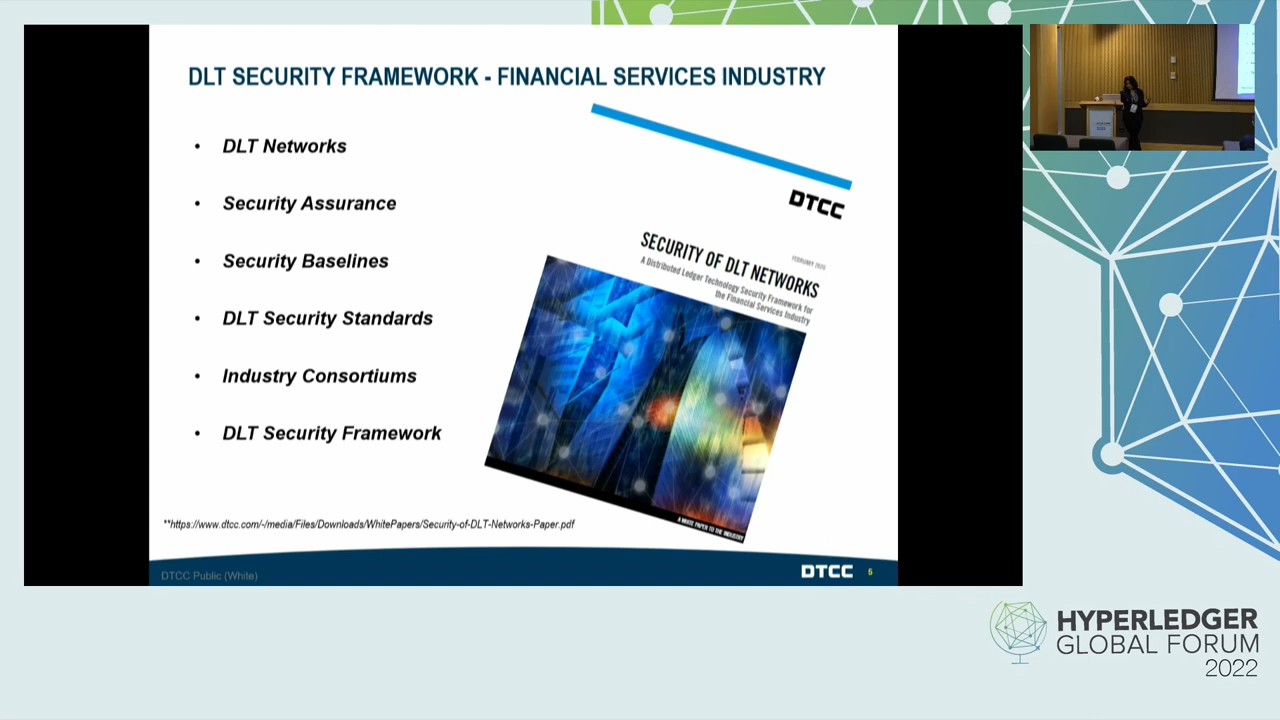 DLT SECURITY FRAMEWORK - FINANCIAL SERVICES INDUSTRY
• DLT Networks
• Security Assurance
• Security Baselines
• DLT Security Standards
• Industry Consortiums
• DLT Security Framework
DTCC
FEBRUARY 2020
SECURITY OF DLT NETWORKS
A Distributed Ledger Technology Security Framework for
the Financial Services Industry
A WHITE PAPER TO THE INDUSTRY
**https://www.dtcc.com/-/media/Files/Downloads/WhitePapers/Security-of-DLT-Networks-Paper.pdf
DTCC Public (White)
DTCC
5
HYPERLEDGER
GLOBAL FORUM
2022